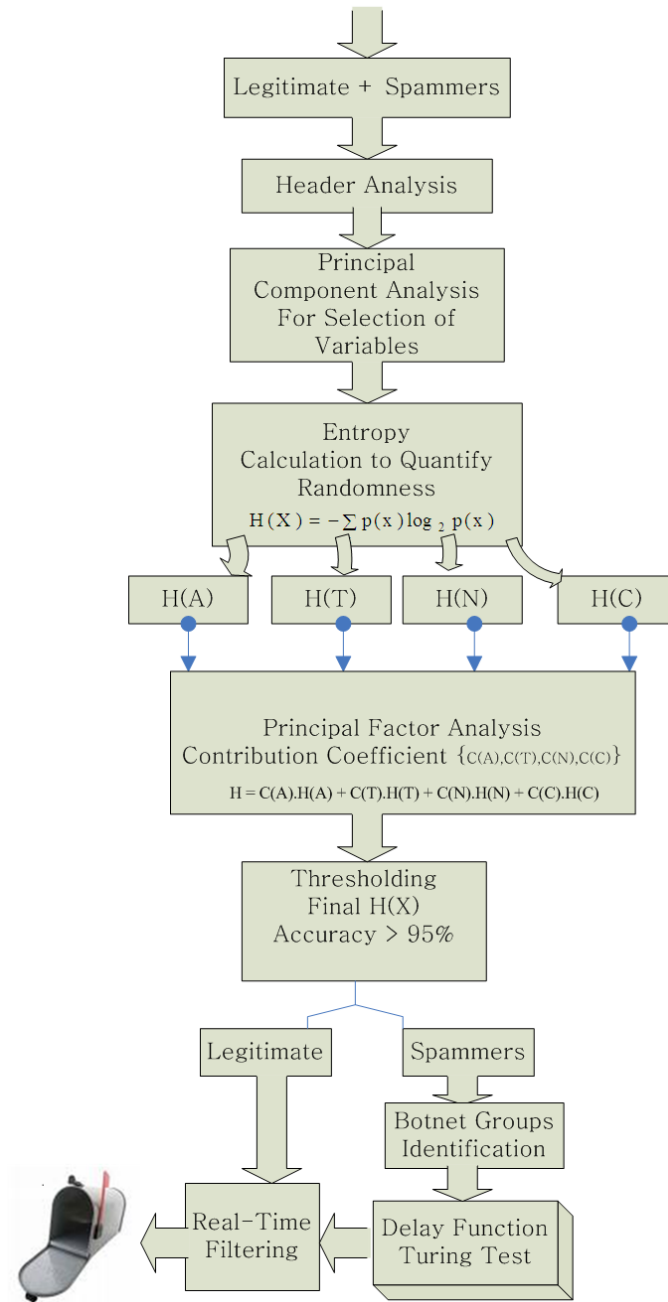 Legitimate + Spammers
Header Analysis
Principal
Component Analysis
For Selection of
Variables
Entropy
Calculation to Quantify
Randomness
H(X) = −∑ p(x) log ₂ p(x)
H(A)
H(T)
H(N)
H(C)
Principal Factor Analysis
Contribution Coefficient {C(A),C(T),C(N),C(C)}
H = C(A).H(A) + C(T).H(T) + C(N).H(N) + C(C).H(C)
Thresholding
Final H(X)
Accuracy > 95%
Legitimate
Spammers
Botnet Groups
Identification
Real-Time
Filtering
Delay Function
Turing Test